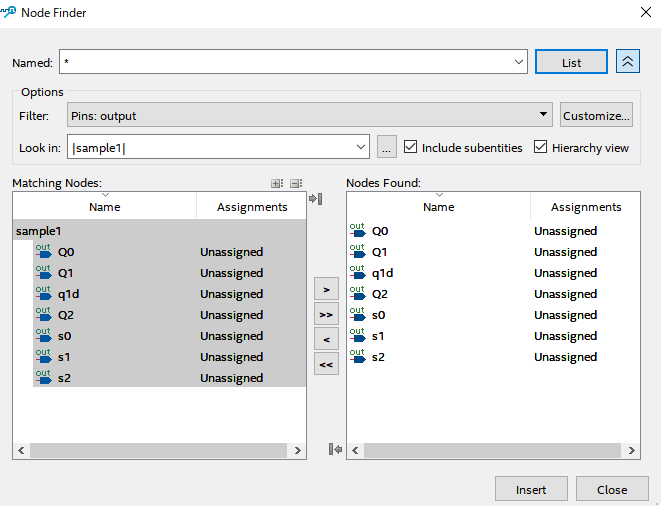 Node Finder
Named: * List
Options
Filter: Pins: output Customize...
Look in: |sample1| ... Include subentities Hierarchy view
Matching Nodes: Nodes Found:
Name Assignments Name Assignments
sample1 out Q0 Unassigned
out Q0 Unassigned out Q1 Unassigned
out Q1 Unassigned out q1d Unassigned
out q1d Unassigned out Q2 Unassigned
out Q2 Unassigned out s0 Unassigned
out s0 Unassigned out s1 Unassigned
out s1 Unassigned out s2 Unassigned
out s2 Unassigned
>
>>
<
<<
Insert Close